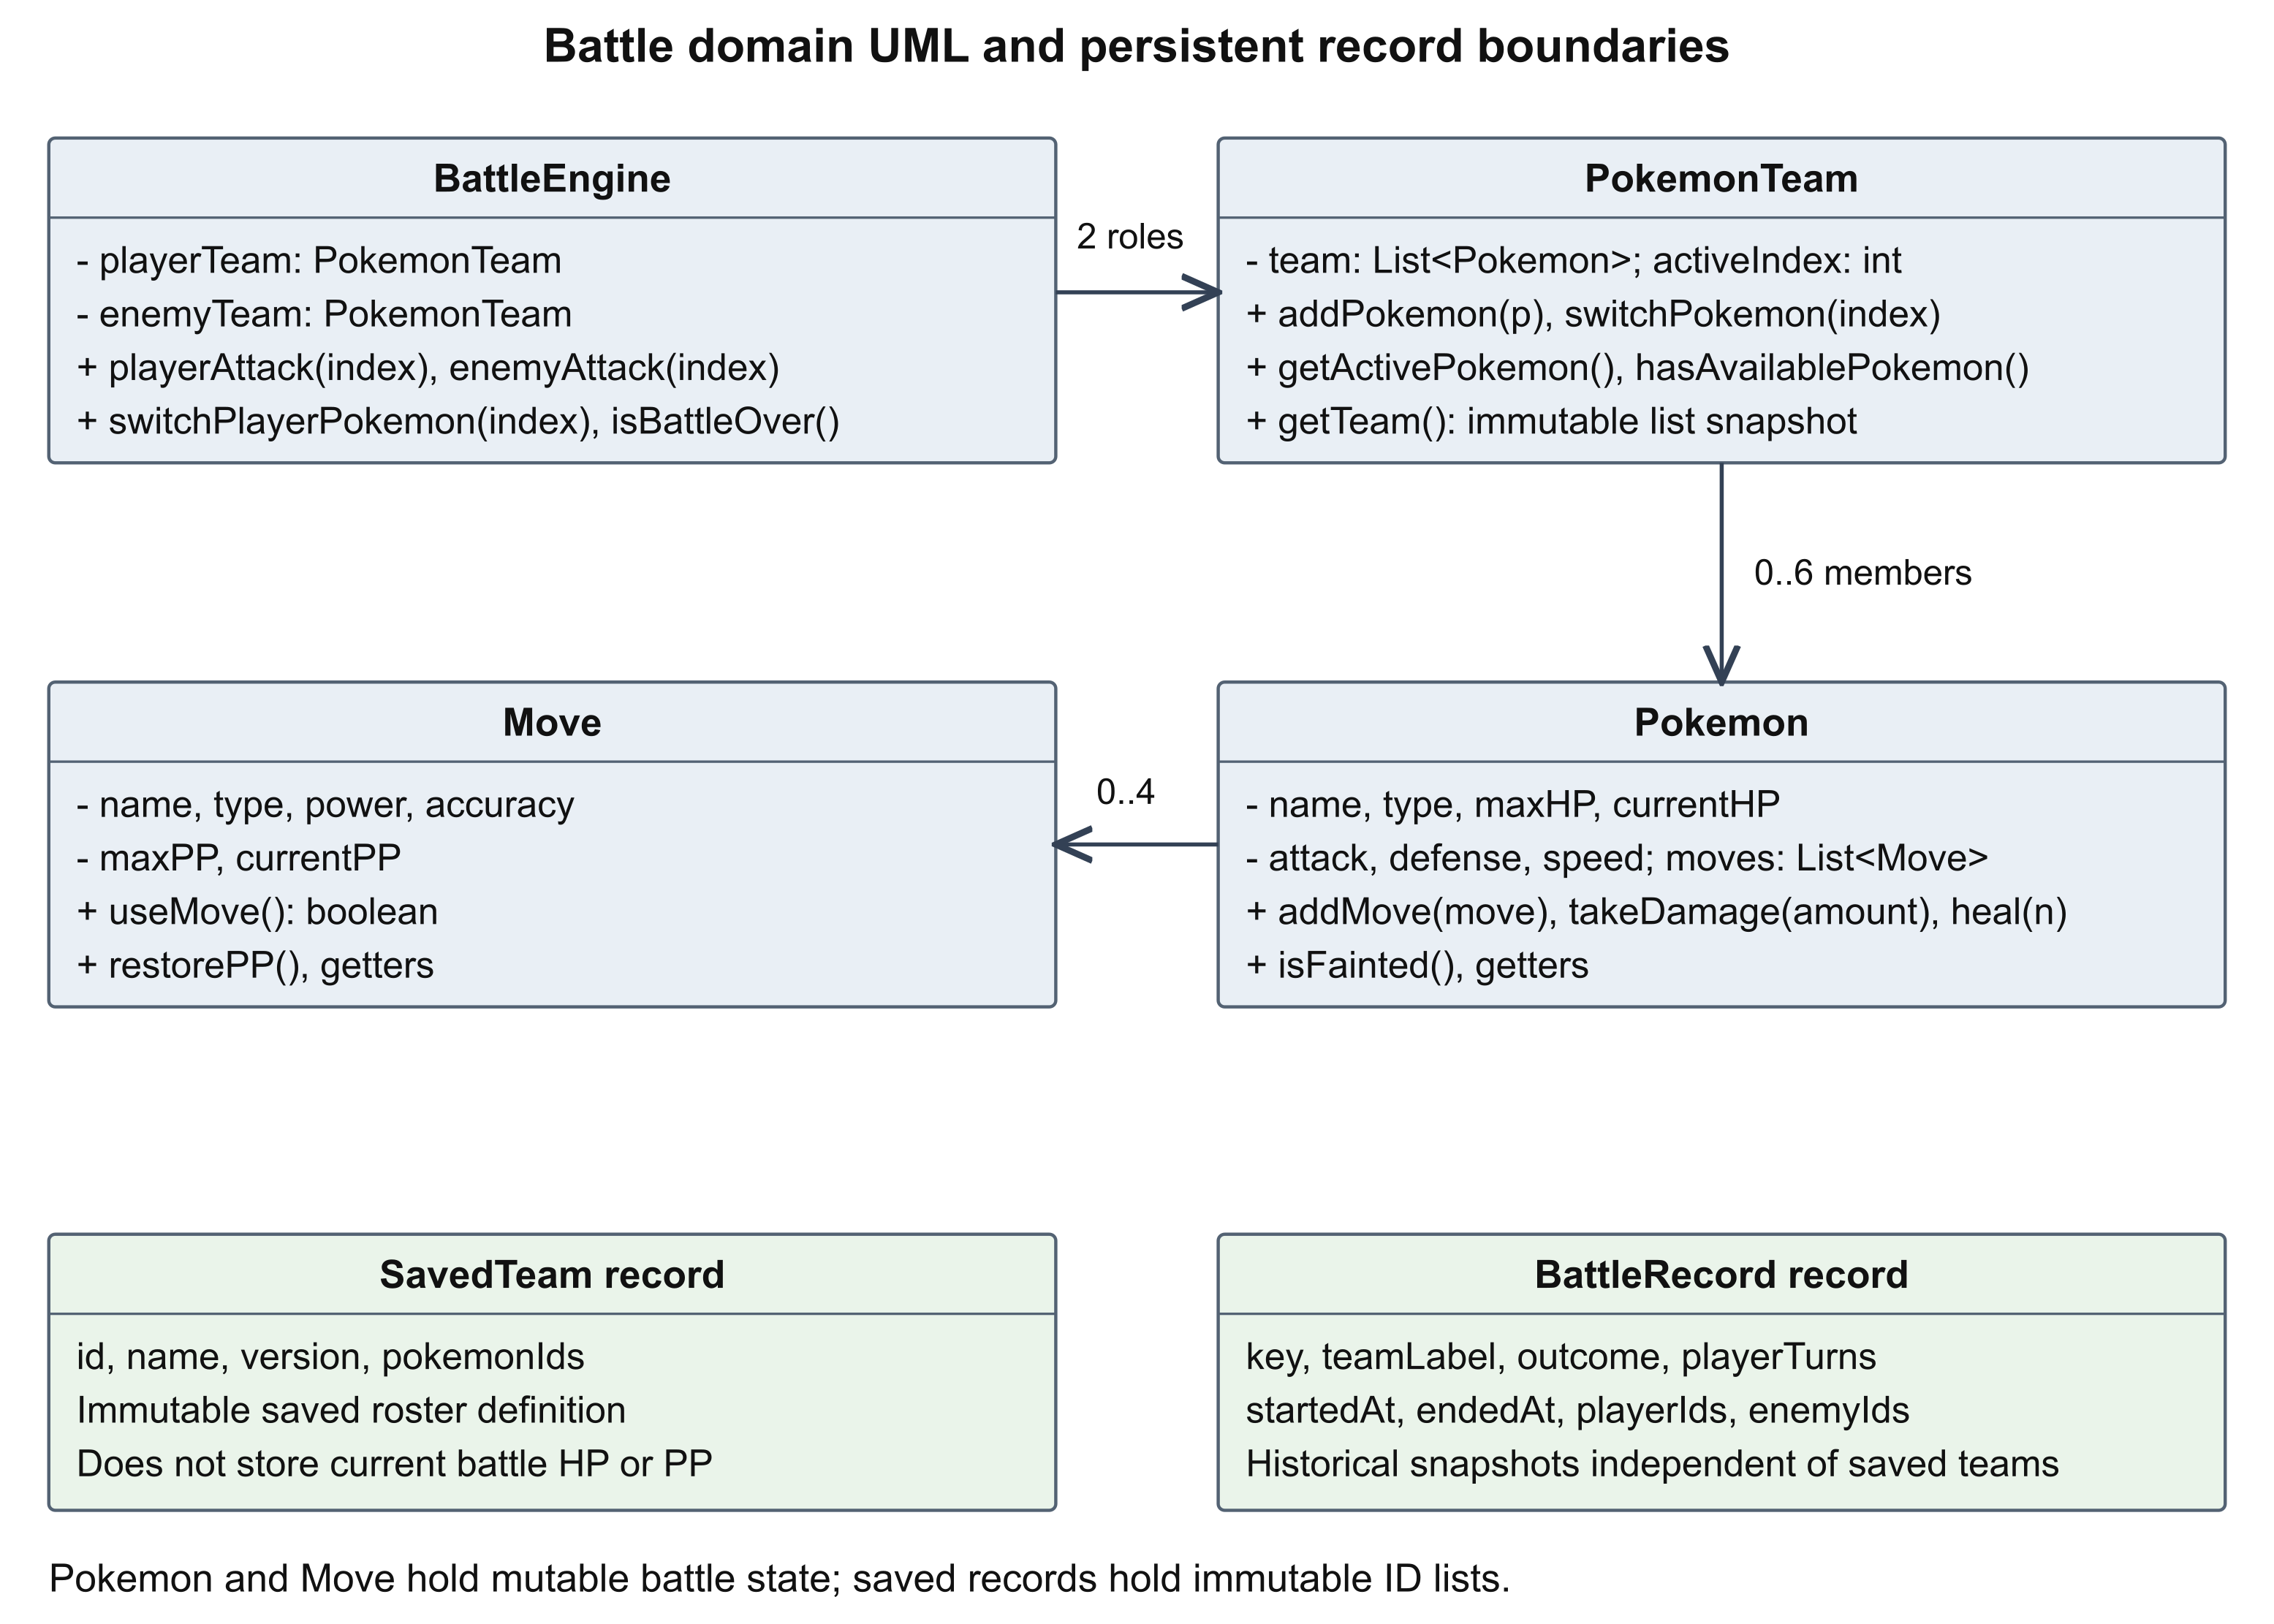 Battle domain UML and persistent record boundaries
BattleEngine
- playerTeam: PokemonTeam
- enemyTeam: PokemonTeam
+ playerAttack(index), enemyAttack(index)
+ switchPlayerPokemon(index), isBattleOver()
2 roles
PokemonTeam
- team: List<Pokemon>; activeIndex: int
+ addPokemon(p), switchPokemon(index)
+ getActivePokemon(), hasAvailablePokemon()
+ getTeam(): immutable list snapshot
0..6 members
Move
- name, type, power, accuracy
- maxPP, currentPP
+ useMove(): boolean
+ restorePP(), getters
0..4
Pokemon
- name, type, maxHP, currentHP
- attack, defense, speed; moves: List<Move>
+ addMove(move), takeDamage(amount), heal(n)
+ isFainted(), getters
SavedTeam record
id, name, version, pokemonIds
Immutable saved roster definition
Does not store current battle HP or PP
BattleRecord record
key, teamLabel, outcome, playerTurns
startedAt, endedAt, playerIds, enemyIds
Historical snapshots independent of saved teams
Pokemon and Move hold mutable battle state; saved records hold immutable ID lists.